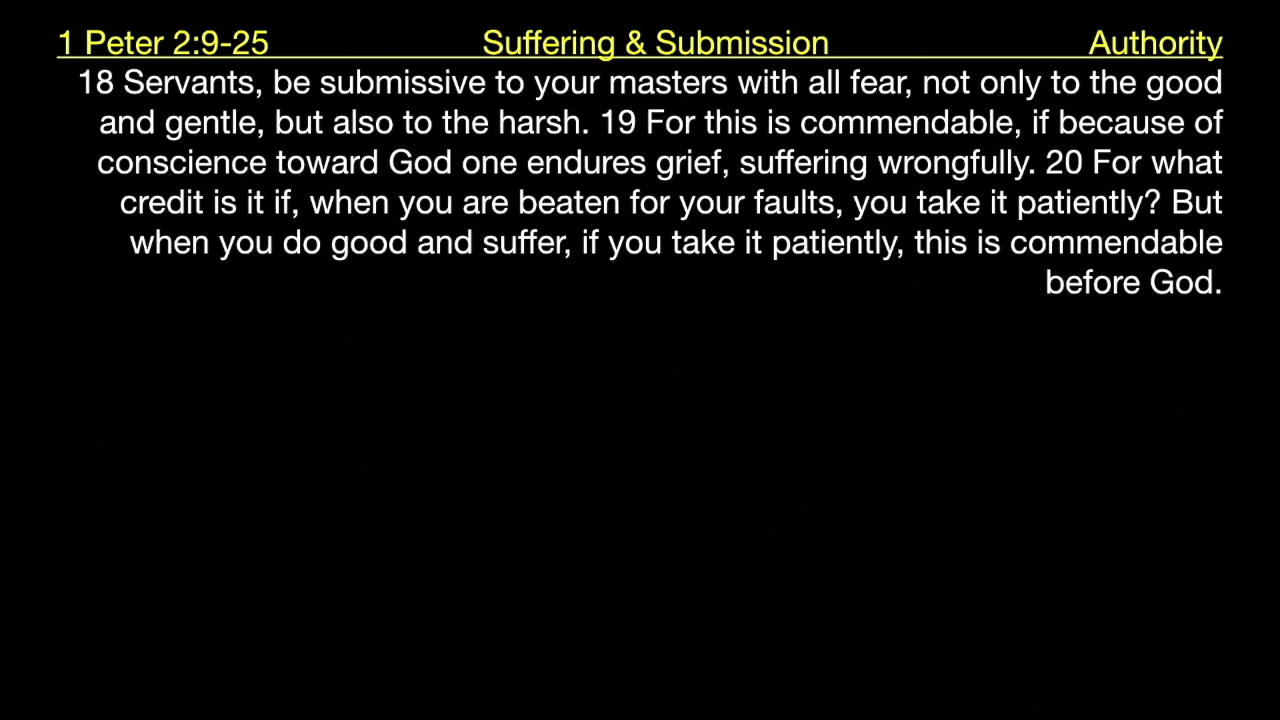 1 Peter 2:9-25 Suffering & Submission Authority
18 Servants, be submissive to your masters with all fear, not only to the good
and gentle, but also to the harsh. 19 For this is commendable, if because of
conscience toward God one endures grief, suffering wrongfully. 20 For what
credit is it if, when you are beaten for your faults, you take it patiently? But
when you do good and suffer, if you take it patiently, this is commendable
before God.